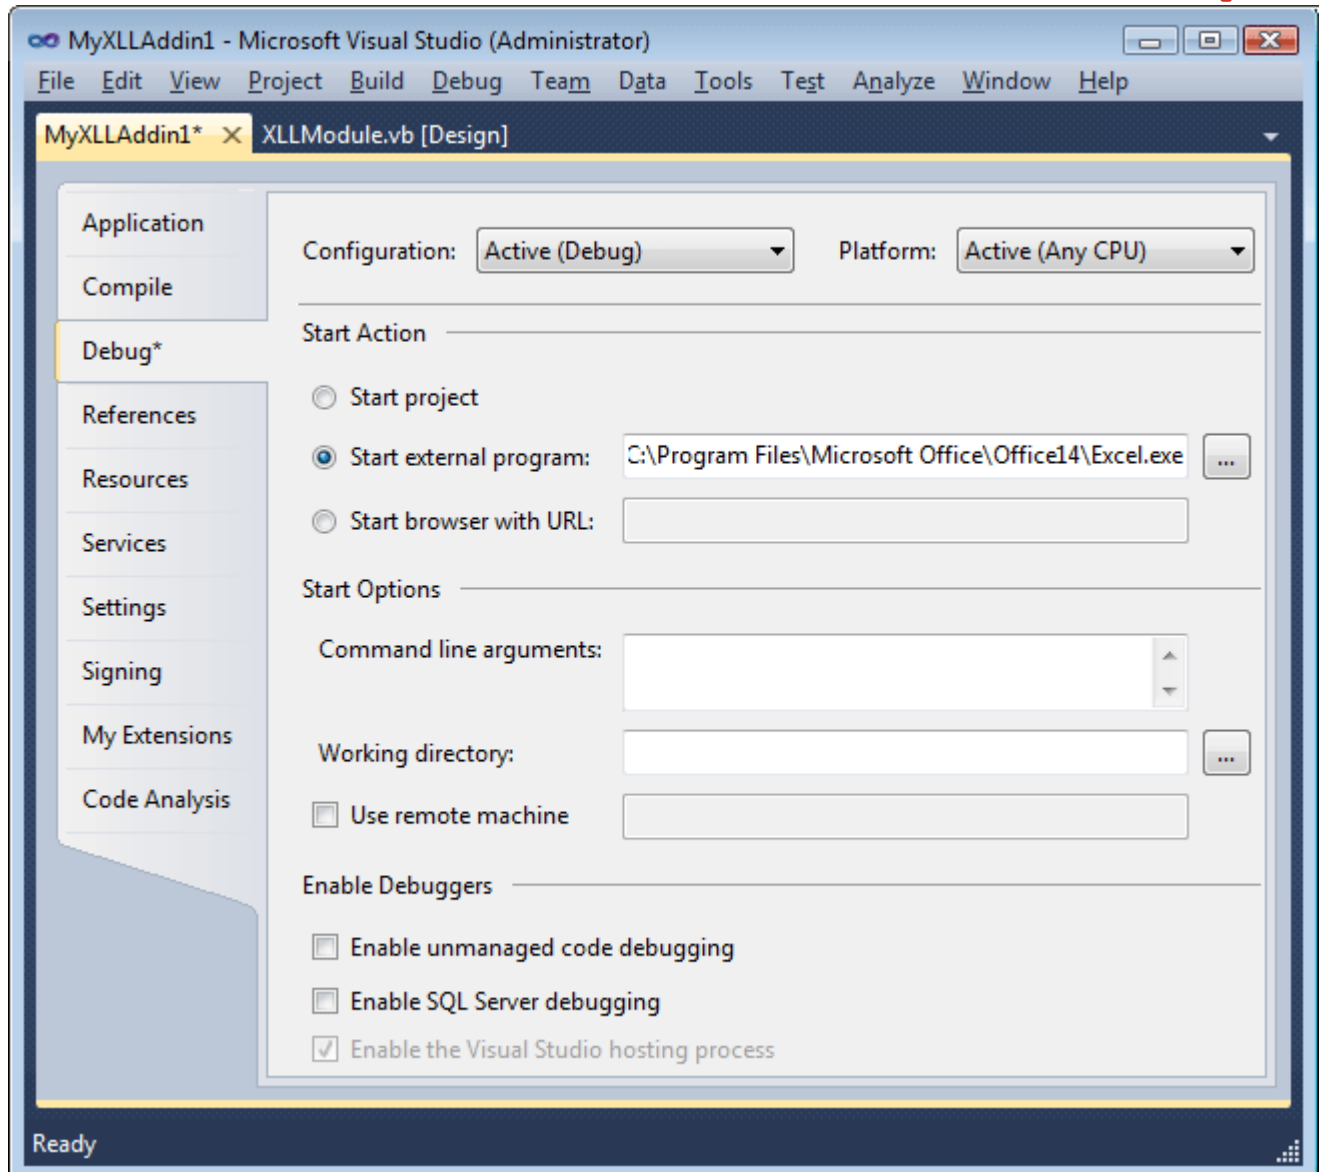 MyXLLAddin1 - Microsoft Visual Studio (Administrator)
File Edit View Project Build Debug Team Data Tools Test Analyze Window Help
MyXLLAddin1* XLLModule.vb [Design]
Application
Compile
Debug*
References
Resources
Services
Settings
Signing
My Extensions
Code Analysis
Configuration: Active (Debug) Platform: Active (Any CPU)
Start Action
Start project
Start external program: C:\Program Files\Microsoft Office\Office14\Excel.exe ...
Start browser with URL:
Start Options
Command line arguments:
Working directory: ...
Use remote machine
Enable Debuggers
Enable unmanaged code debugging
Enable SQL Server debugging
Enable the Visual Studio hosting process
Ready